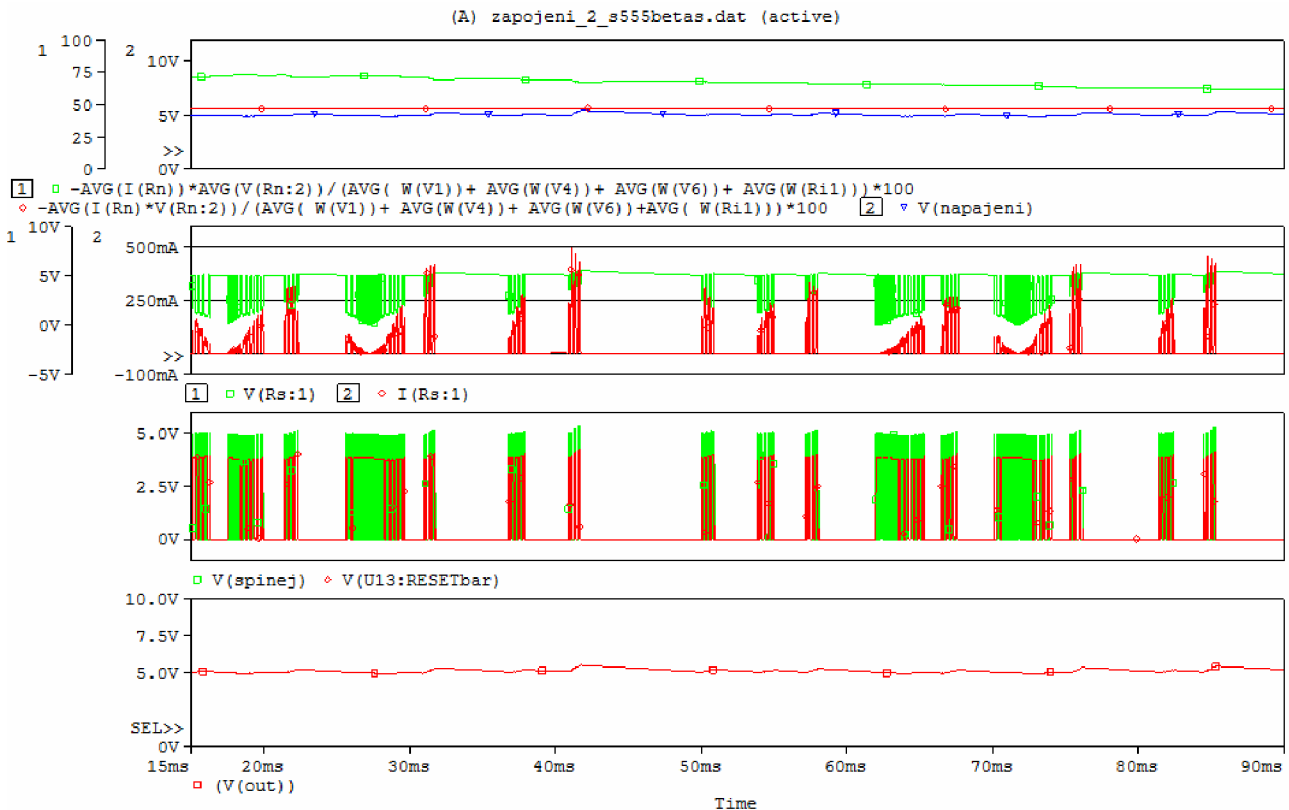 (A) zapojeni_2_s555betas.dat (active)
1 100 2 10V
75
50 5V
25
>>
0 0V
1 -AVG(I(Rn))*AVG(V(Rn:2))/(AVG( W(V1))+ AVG(W(V4))+ AVG(W(V6))+ AVG(W(Ri1)))*100
-AVG(I(Rn)*V(Rn:2))/(AVG( W(V1))+ AVG(W(V4))+ AVG(W(V6))+AVG( W(Ri1)))*100 2 V(napajeni)
1 10V 2
500mA
5V
250mA
0V
>>
-5V -100mA
1 V(Rs:1) 2 I(Rs:1)
5.0V
2.5V
0V
V(spinej) V(U13:RESETbar)
10.0V
7.5V
5.0V
SEL>>
0V
15ms 20ms 30ms 40ms 50ms 60ms 70ms 80ms 90ms
(V(out))
Time